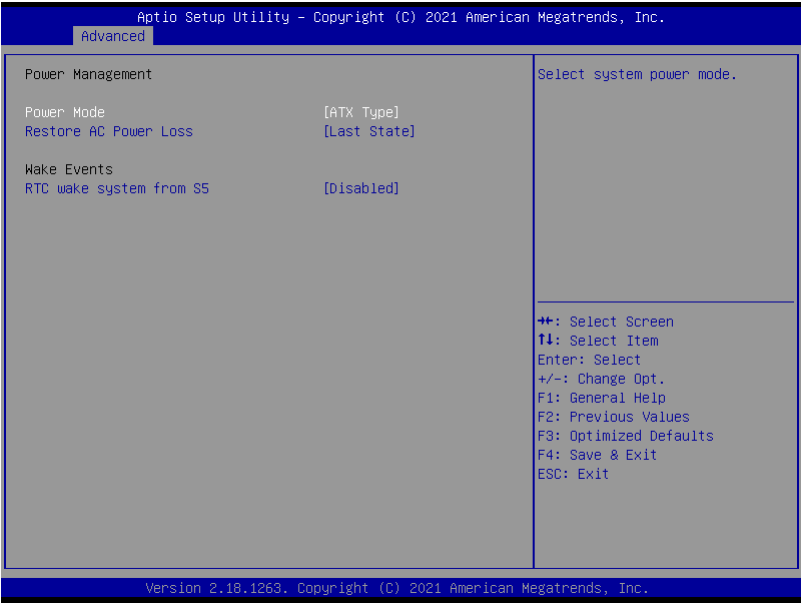 Aptio Setup Utility – Copyright (C) 2021 American Megatrends, Inc.
Advanced
Power Management
Power Mode [ATX Type]
Restore AC Power Loss [Last State]
Wake Events
RTC wake system from S5 [Disabled]
Select system power mode.
→←: Select Screen
↑↓: Select Item
Enter: Select
+/-: Change Opt.
F1: General Help
F2: Previous Values
F3: Optimized Defaults
F4: Save & Exit
ESC: Exit
Version 2.18.1263. Copyright (C) 2021 American Megatrends, Inc.